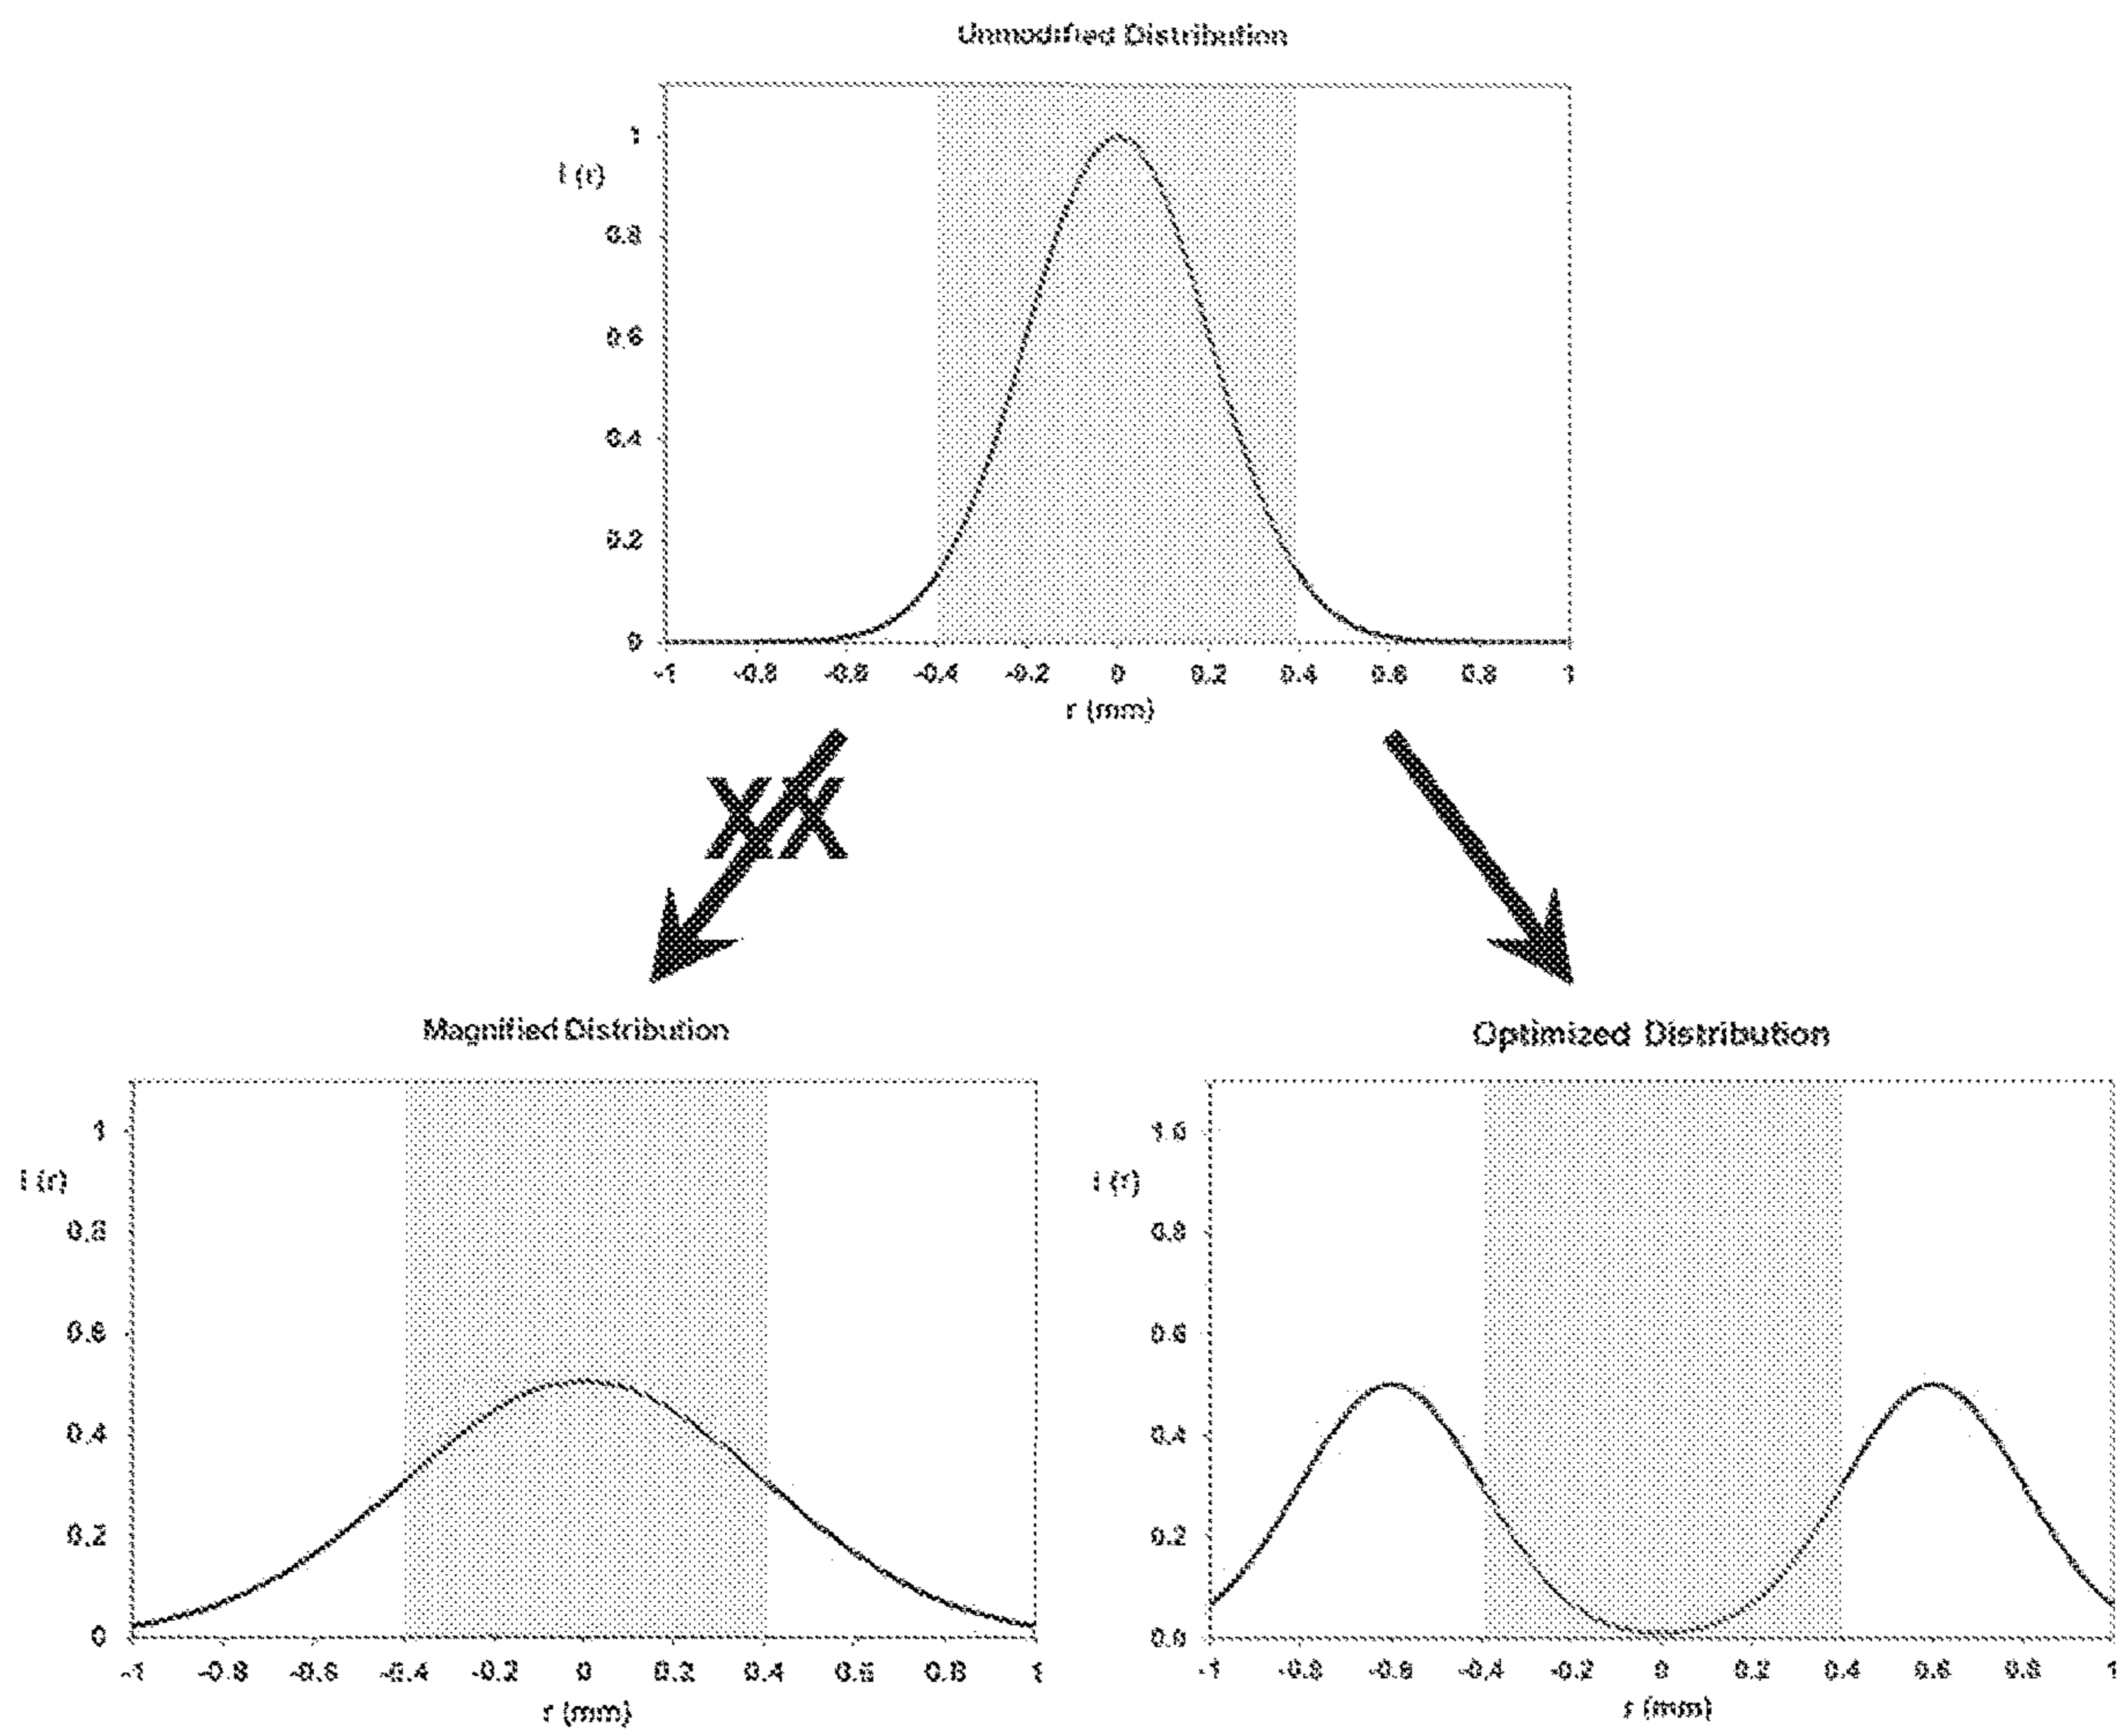 Unmodified Distribution
1
I (r)
0.8
0.6
0.4
0.2
0
-1 -0.8 -0.6 -0.4 -0.2 0 0.2 0.4 0.6 0.8 1
r (mm)
XX
Magnified Distribution
1
I (r)
0.8
0.6
0.4
0.2
0
-1 -0.8 -0.6 -0.4 -0.2 0 0.2 0.4 0.6 0.8 1
r (mm)
Optimized Distribution
1.0
I (r)
0.8
0.6
0.4
0.2
0.0
-1 -0.8 -0.6 -0.4 -0.2 0 0.2 0.4 0.6 0.8 1
r (mm)